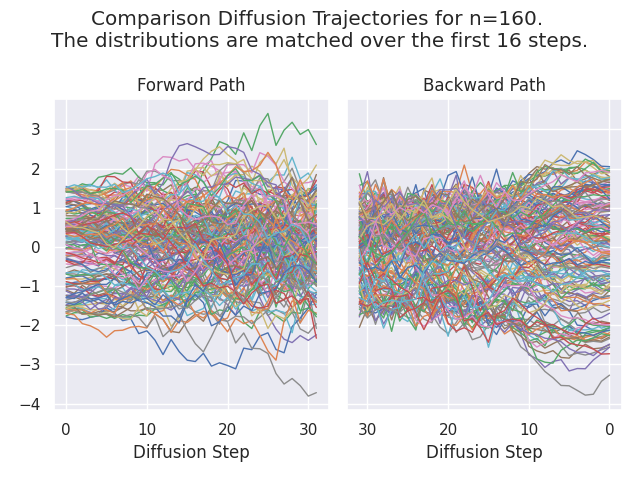 Comparison Diffusion Trajectories for n=160.
The distributions are matched over the first 16 steps.
Forward Path
Backward Path
3
2
1
0
−1
−2
−3
−4
0 10 20 30
30 20 10 0
Diffusion Step
Diffusion Step